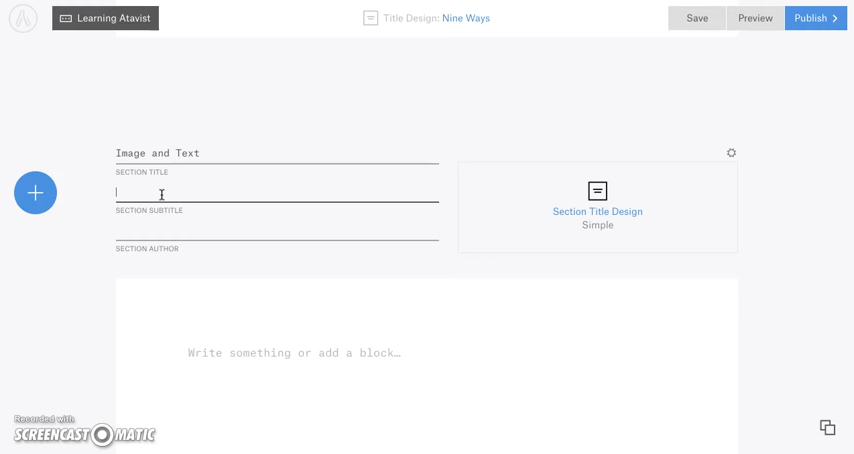 Learning Atavist
Title Design: Nine Ways
Save
Preview
Publish
Image and Text
SECTION TITLE
SECTION SUBTITLE
SECTION AUTHOR
Section Title Design
Simple
Write something or add a block...
Recorded with
SCREENCAST MATIC